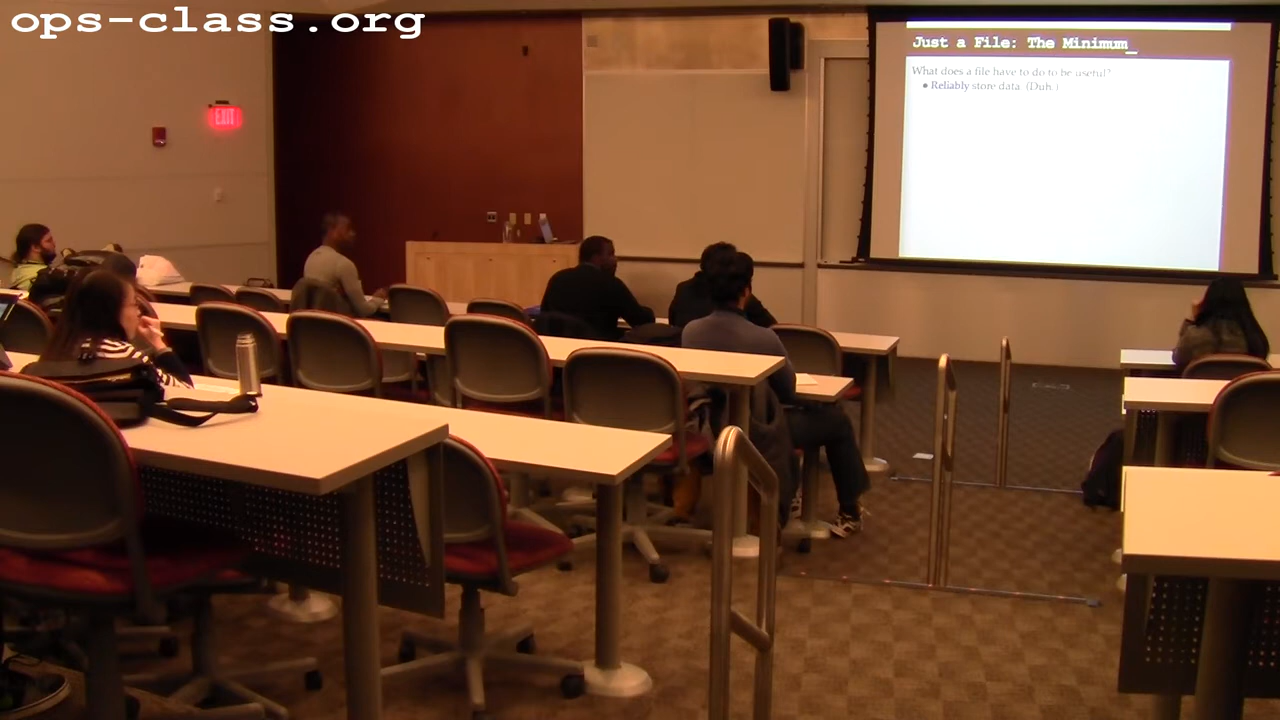 ops-class.org
EXIT
Just a File: The Minimum_
What does a file have to do to be useful?
● Reliably store data. (Duh.)